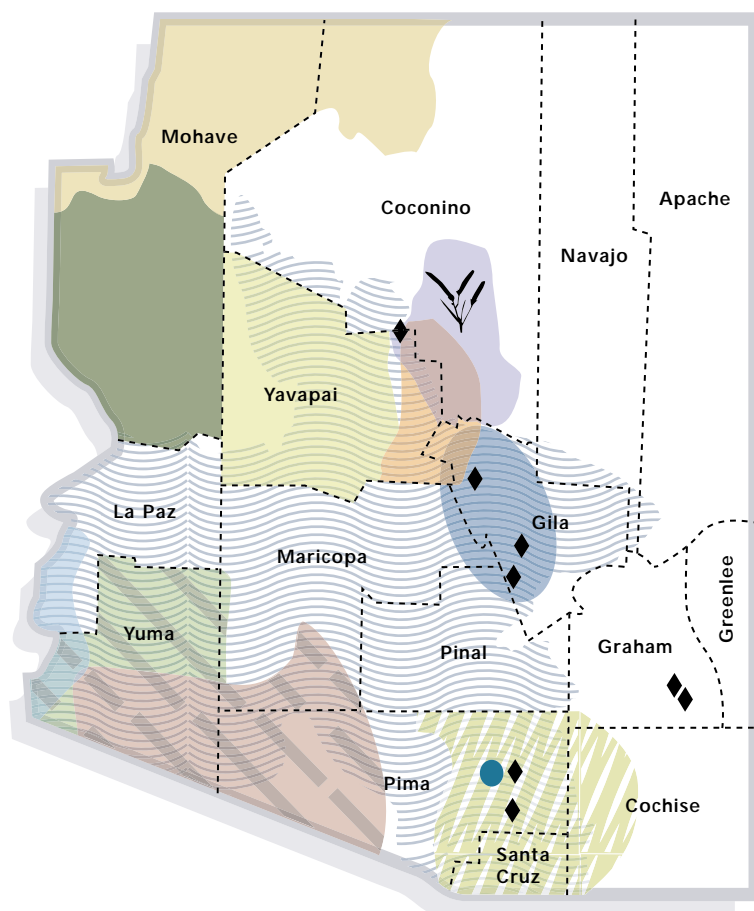 Mohave
Apache
Coconino
Navajo
Yavapai
La Paz
Gila
Maricopa
Greenlee
Yuma
Graham
Pinal
Pima
Cochise
Santa
Cruz